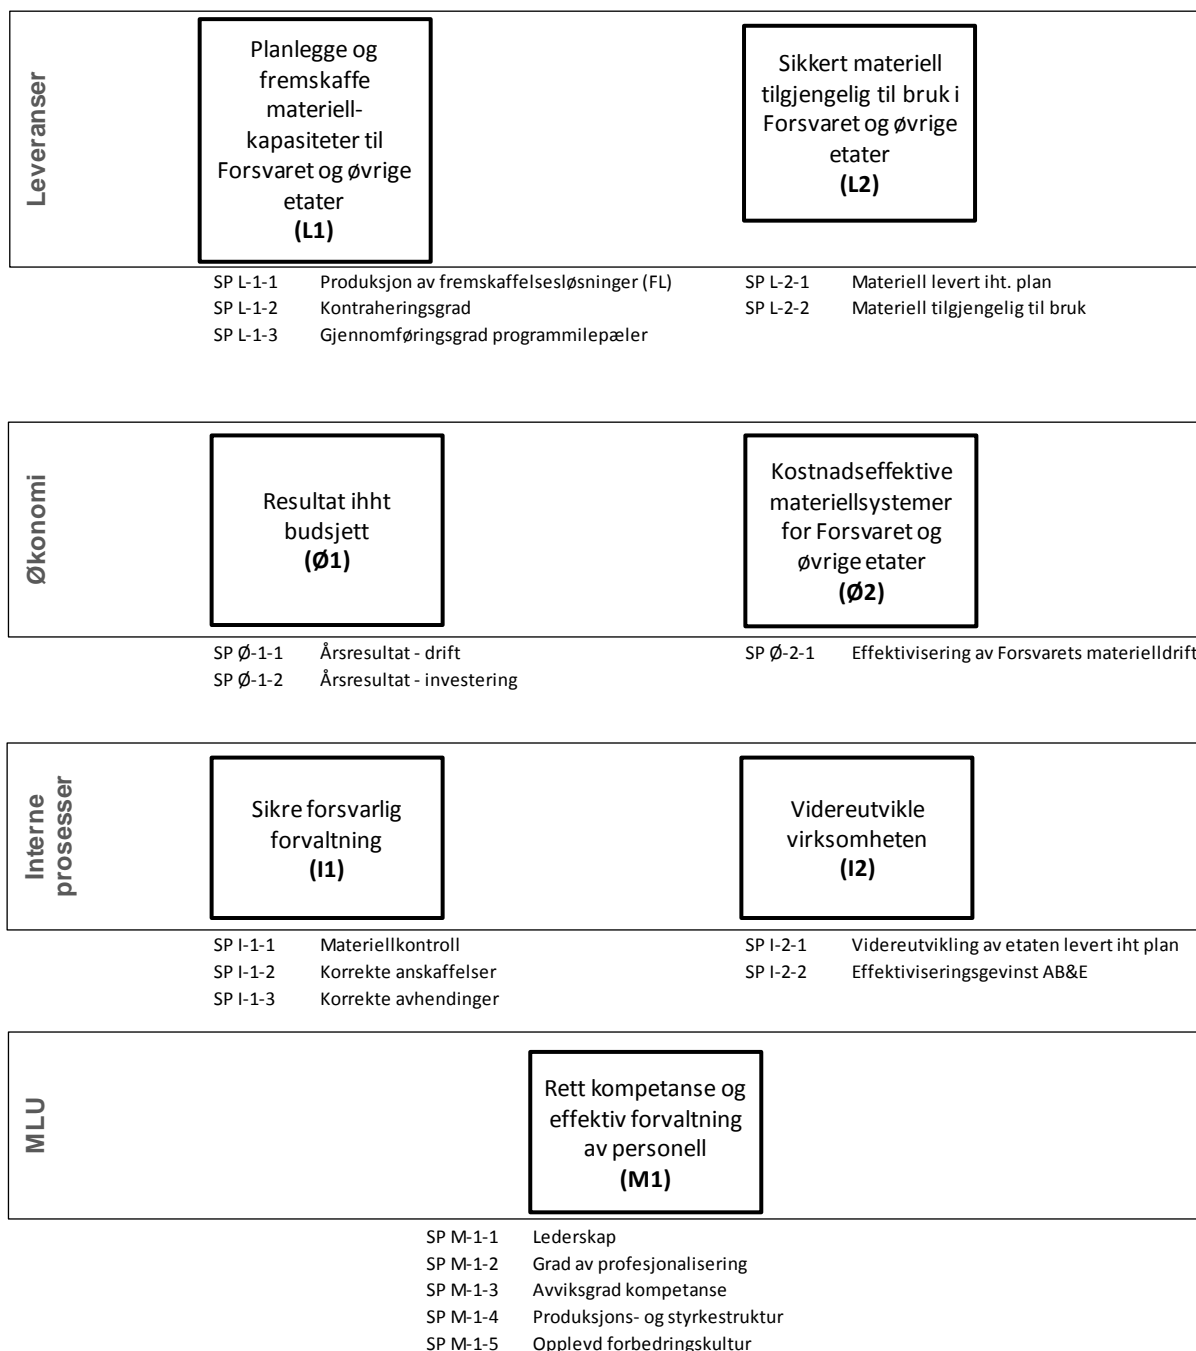 Leveranser
Planlegge og
fremskaffe
materiell-
kapasiteter til
Forsvaret og øvrige
etater
(L1)
Sikkert materiell
tilgjengelig til bruk i
Forsvaret og øvrige
etater
(L2)
SP L-1-1 Produksjon av fremskaffelsesløsninger (FL)
SP L-1-2 Kontraheringsgrad
SP L-1-3 Gjennomføringsgrad programmilepæler
SP L-2-1 Materiell levert iht. plan
SP L-2-2 Materiell tilgjengelig til bruk
Økonomi
Resultat ihht
budsjett
(Ø1)
Kostnadseffektive
materiellsystemer
for Forsvaret og
øvrige etater
(Ø2)
SP Ø-1-1 Årsresultat - drift
SP Ø-1-2 Årsresultat - investering
SP Ø-2-1 Effektivisering av Forsvarets materielldrift
Interne
prosesser
Sikre forsvarlig
forvaltning
(I1)
Videreutvikle
virksomheten
(I2)
SP I-1-1 Materiellkontroll
SP I-1-2 Korrekte anskaffelser
SP I-1-3 Korrekte avhendinger
SP I-2-1 Videreutvikling av etaten levert iht plan
SP I-2-2 Effektiviseringsgevinst AB&E
MLU
Rett kompetanse og
effektiv forvaltning
av personell
(M1)
SP M-1-1 Lederskap
SP M-1-2 Grad av profesjonalisering
SP M-1-3 Avviksgrad kompetanse
SP M-1-4 Produksjons- og styrkestruktur
SP M-1-5 Opplevd forbedringskultur